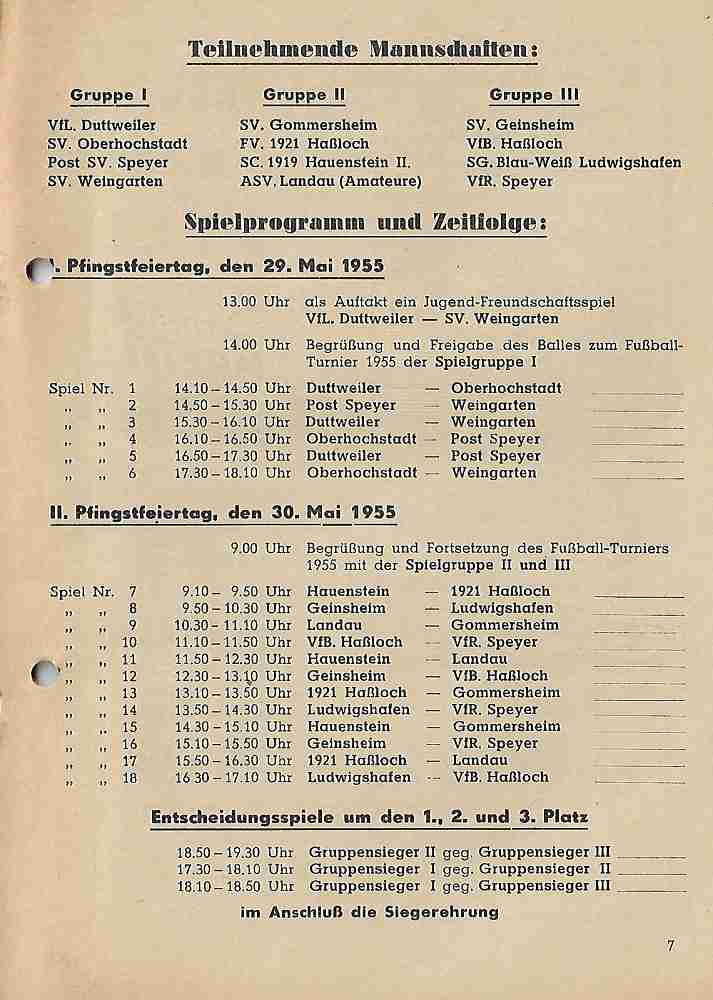 Teilnehmende Mannschaften:
Gruppe I Gruppe II Gruppe III
VfL. Duttweiler SV. Gommersheim SV. Geinsheim
SV. Oberhochstadt FV. 1921 Haßloch VfB. Haßloch
Post SV. Speyer SC. 1919 Hauenstein II. SG. Blau-Weiß Ludwigshafen
SV. Weingarten ASV. Landau (Amateure) VfR. Speyer
Spielprogramm und Zeitfolge:
I. Pfingstfeiertag, den 29. Mai 1955
13.00 Uhr als Auftakt ein Jugend-Freundschaftsspiel
VfL. Duttweiler — SV. Weingarten
14.00 Uhr Begrüßung und Freigabe des Balles zum Fußball-
Turnier 1955 der Spielgruppe I
Spiel Nr. 1 14.10 – 14.50 Uhr Duttweiler — Oberhochstadt
„ „ 2 14.50 – 15.30 Uhr Post Speyer — Weingarten
„ „ 3 15.30 – 16.10 Uhr Duttweiler — Weingarten
„ „ 4 16.10 – 16.50 Uhr Oberhochstadt — Post Speyer
„ „ 5 16.50 – 17.30 Uhr Duttweiler — Post Speyer
„ „ 6 17.30 – 18.10 Uhr Oberhochstadt — Weingarten
II. Pfingstfeiertag, den 30. Mai 1955
9.00 Uhr Begrüßung und Fortsetzung des Fußball-Turniers
1955 mit der Spielgruppe II und III
Spiel Nr. 7 9.10 – 9.50 Uhr Hauenstein — 1921 Haßloch
„ „ 8 9.50 – 10.30 Uhr Geinsheim — Ludwigshafen
„ „ 9 10.30 – 11.10 Uhr Landau — Gommersheim
„ „ 10 11.10 – 11.50 Uhr VfB. Haßloch — VfR. Speyer
„ „ 11 11.50 – 12.30 Uhr Hauenstein — Landau
„ „ 12 12.30 – 13.10 Uhr Geinsheim — VfB. Haßloch
„ „ 13 13.10 – 13.50 Uhr 1921 Haßloch — Gommersheim
„ „ 14 13.50 – 14.30 Uhr Ludwigshafen — VfR. Speyer
„ „ 15 14.30 – 15.10 Uhr Hauenstein — Gommersheim
„ „ 16 15.10 – 15.50 Uhr Geinsheim — VfR. Speyer
„ „ 17 15.50 – 16.30 Uhr 1921 Haßloch — Landau
„ „ 18 16.30 – 17.10 Uhr Ludwigshafen — VfB. Haßloch
Entscheidungsspiele um den 1., 2. und 3. Platz
18.50 – 19.30 Uhr Gruppensieger II geg. Gruppensieger III
17.30 – 18.10 Uhr Gruppensieger I geg. Gruppensieger II
18.10 – 18.50 Uhr Gruppensieger I geg. Gruppensieger III
im Anschluß die Siegerehrung
7